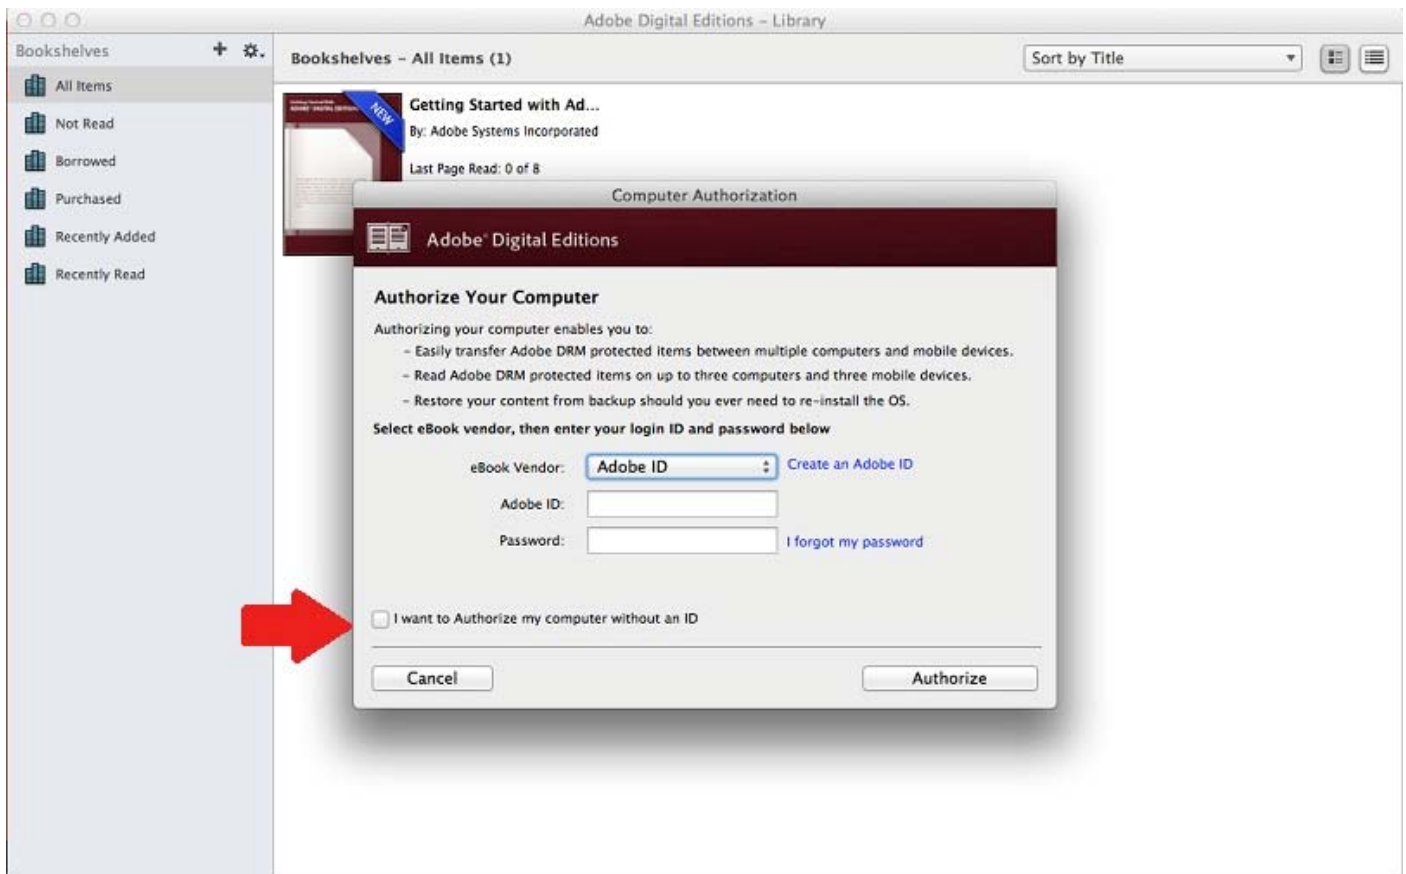 Adobe Digital Editions – Library
Bookshelves
All Items
Not Read
Borrowed
Purchased
Recently Added
Recently Read
Bookshelves – All Items (1)
Sort by Title
NEW
Getting Started with Ad...
By: Adobe Systems Incorporated
Last Page Read: 0 of 8
Computer Authorization
Adobe® Digital Editions
Authorize Your Computer
Authorizing your computer enables you to:
– Easily transfer Adobe DRM protected items between multiple computers and mobile devices.
– Read Adobe DRM protected items on up to three computers and three mobile devices.
– Restore your content from backup should you ever need to re-install the OS.
Select eBook vendor, then enter your login ID and password below
eBook Vendor: Adobe ID Create an Adobe ID
Adobe ID:
Password: I forgot my password
I want to Authorize my computer without an ID
Cancel Authorize